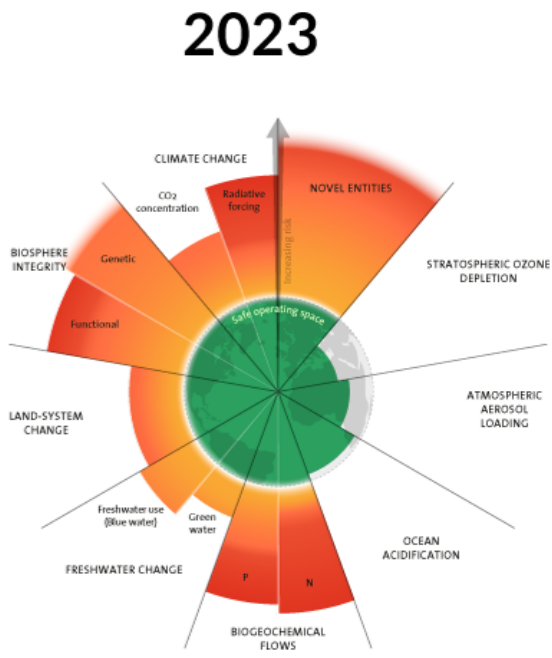 2023
CLIMATE CHANGE
CO2
concentration
Radiative
forcing
NOVEL ENTITIES
Increasing risk
STRATOSPHERIC OZONE
DEPLETION
BIOSPHERE
INTEGRITY
Genetic
Functional
Safe operating space
ATMOSPHERIC
AEROSOL
LOADING
LAND-SYSTEM
CHANGE
Freshwater use
(Blue water)
Green
water
OCEAN
ACIDIFICATION
FRESHWATER CHANGE
P
N
BIOGEOCHEMICAL
FLOWS